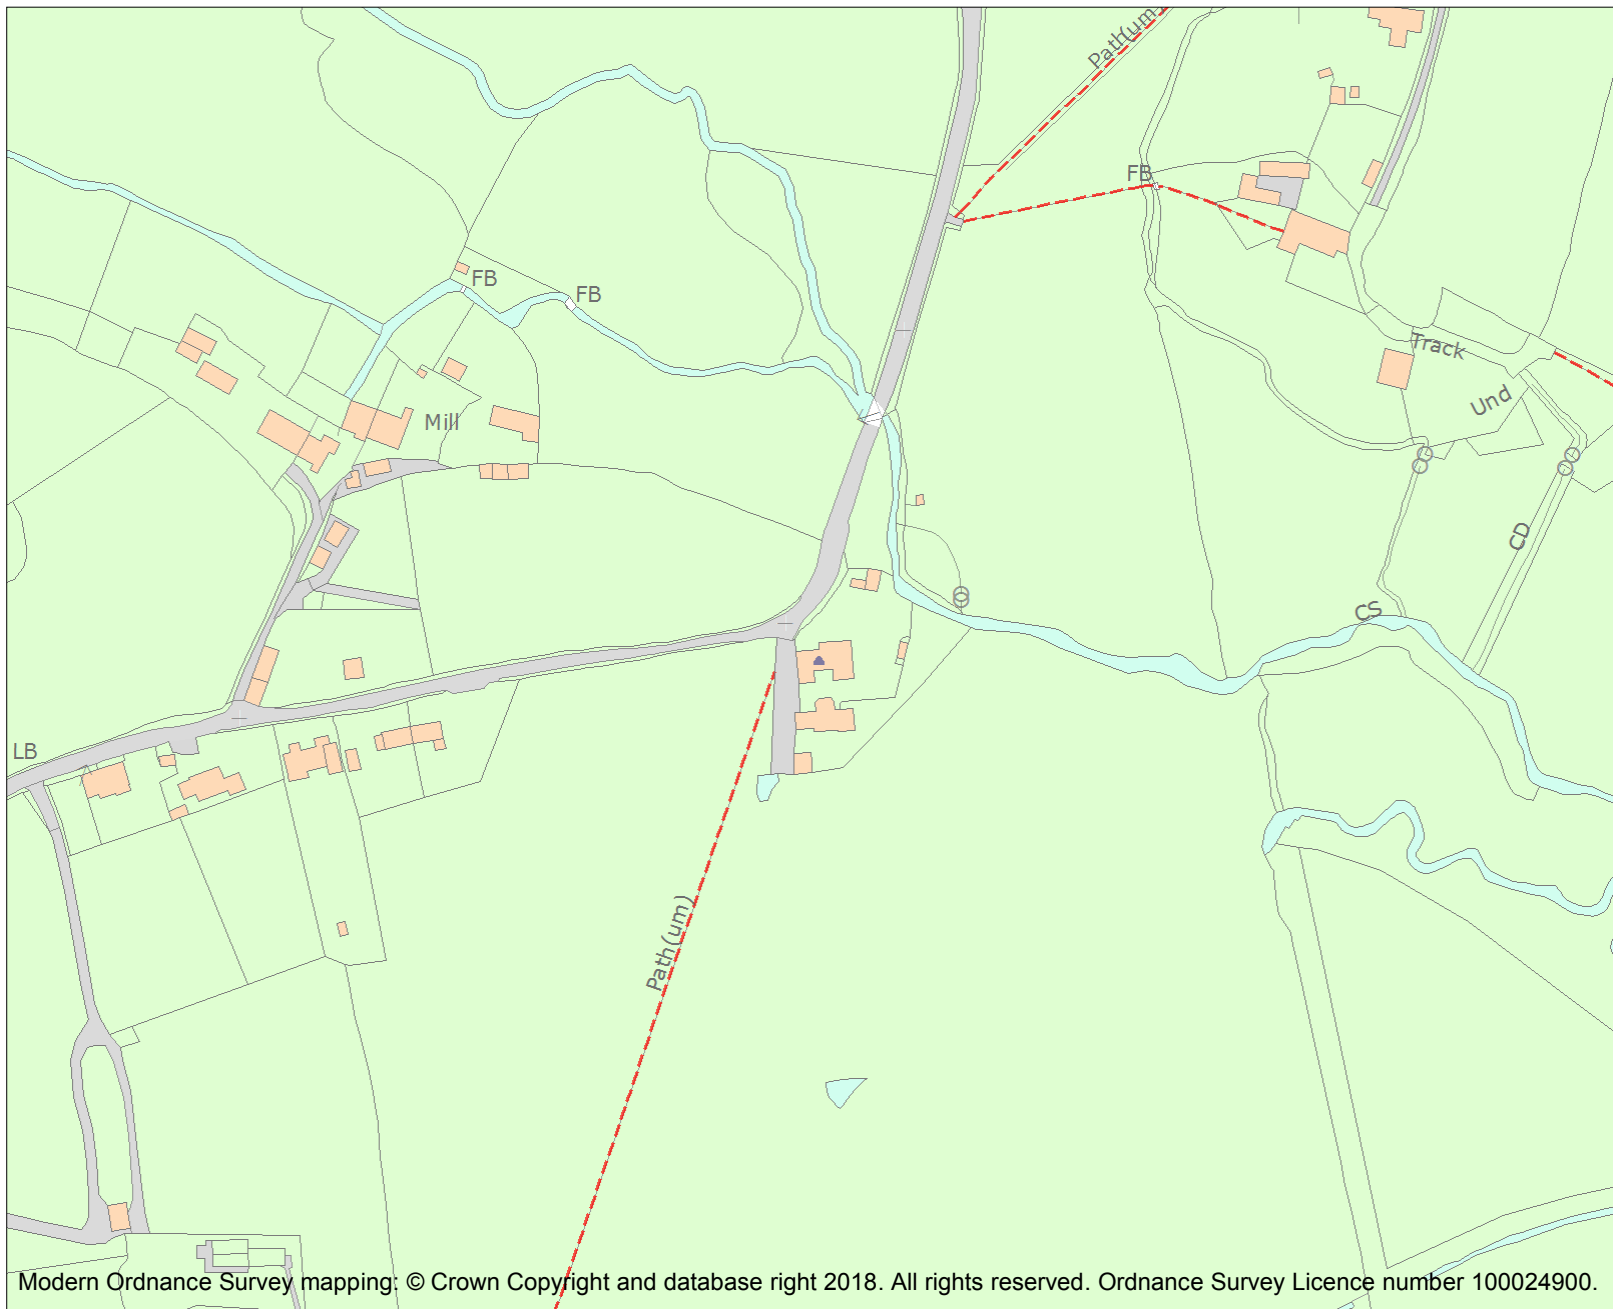 Path(um)
FB
FB
FB
Track
Und
Mill
CD
CS
LB
Path(um)
Modern Ordnance Survey mapping: © Crown Copyright and database right 2018. All rights reserved. Ordnance Survey Licence number 100024900.